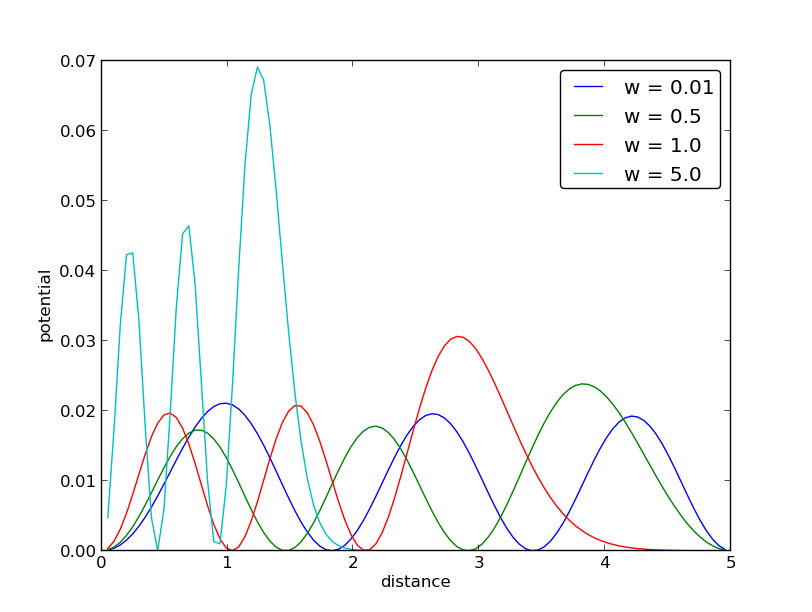 0.07
0.06
0.05
0.04
0.03
0.02
0.01
0.00
potential
w = 0.01
w = 0.5
w = 1.0
w = 5.0
0 1 2 3 4 5
distance